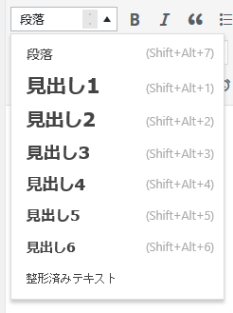 段落 B I
段落 (Shift+Alt+7)
見出し1 (Shift+Alt+1)
見出し2 (Shift+Alt+2)
見出し3 (Shift+Alt+3)
見出し4 (Shift+Alt+4)
見出し5 (Shift+Alt+5)
見出し6 (Shift+Alt+6)
整形済みテキスト